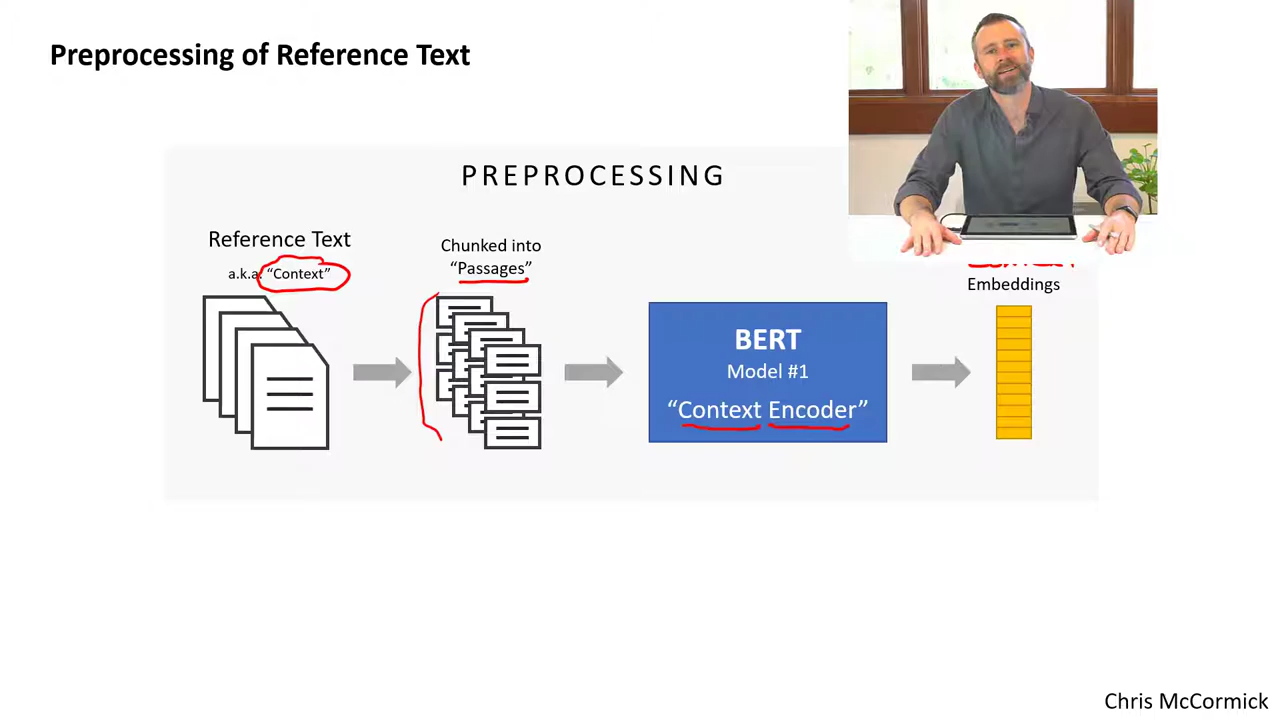 Preprocessing of Reference Text
PREPROCESSING
Reference Text
a.k.a. “Context”
Chunked into
“Passages”
BERT
Model #1
“Context Encoder”
Embeddings
Chris McCormick